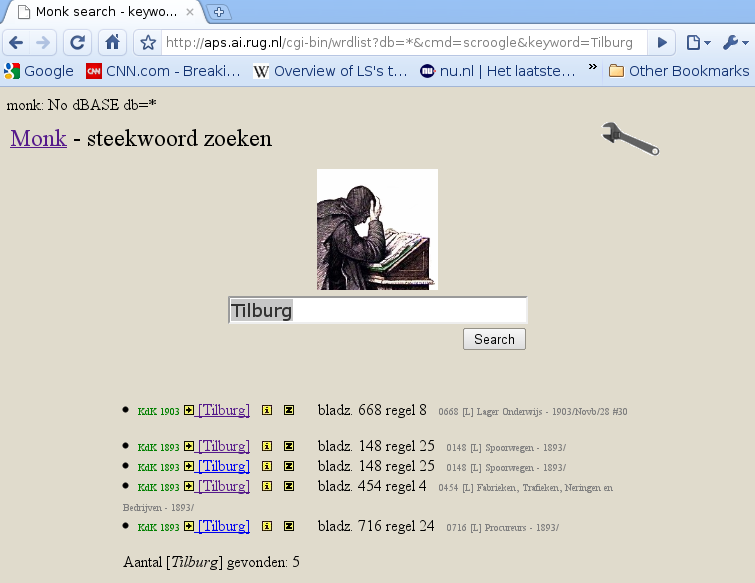 Monk search - keywo...
http://aps.ai.rug.nl/cgi-bin/wrdlist?db=*&cmd=scroogle&keyword=Tilburg
Google CNN.com - Breaki... W Overview of LS's t... nu.nl | Het laatste... » Other Bookmarks
monk: No dBASE db=*
Monk - steekwoord zoeken
Tilburg
Search
KdK 1903 [Tilburg] bladz. 668 regel 8 0668 [L] Lager Onderwijs - 1903/Novb/28 #30
KdK 1893 [Tilburg] bladz. 148 regel 25 0148 [L] Spoorwegen - 1893/
KdK 1893 [Tilburg] bladz. 148 regel 25 0148 [L] Spoorwegen - 1893/
KdK 1893 [Tilburg] bladz. 454 regel 4 0454 [L] Fabrieken, Trafieken, Neringen en
Bedrijven - 1893/
KdK 1893 [Tilburg] bladz. 716 regel 24 0716 [L] Procureurs - 1893/
Aantal [Tilburg] gevonden: 5